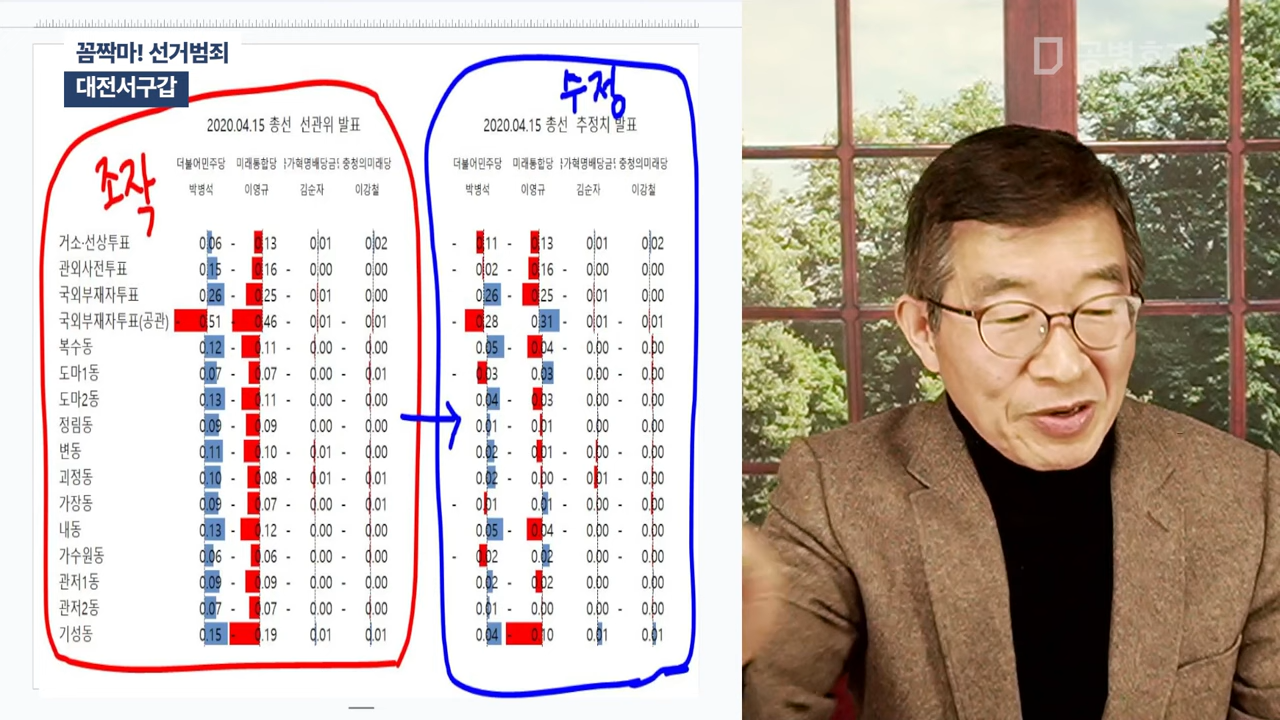 꼼짝마! 선거범죄
대전서구갑
조작
2020.04.15 총선 선관위 발표
더불어민주당 미래통합당 가혁명배당금 충청의미래당
박병석 이영규 김순자 이강철
거소·선상투표 0.06 - 0.13 0.01 0.02
관외사전투표 0.15 - 0.16 - 0.00 0.00
국외부재자투표 0.26 - 0.25 - 0.01 0.00
국외부재자투표(공관) - 0.51 - 0.46 - 0.01 - 0.01
복수동 0.12 - 0.11 - 0.00 - 0.00
도마1동 0.07 - 0.07 - 0.00 - 0.01
도마2동 0.13 - 0.11 - 0.00 - 0.00
정림동 0.09 - 0.09 - 0.00 - 0.00
변동 0.11 - 0.10 - 0.01 - 0.00
괴정동 0.10 - 0.08 - 0.01 - 0.01
가장동 0.09 - 0.07 - 0.00 - 0.01
내동 0.13 - 0.12 - 0.00 - 0.00
가수원동 0.06 - 0.06 - 0.00 - 0.00
관저1동 0.09 - 0.09 - 0.00 - 0.00
관저2동 0.07 - 0.07 - 0.00 - 0.00
기성동 0.15 - 0.19 0.01 0.01
수정
2020.04.15 총선 추정치 발표
더불어민주당 미래통합당 가혁명배당금 충청의미래당
박병석 이영규 김순자 이강철
- 0.11 - 0.13 0.01 0.02
- 0.02 - 0.16 - 0.00 0.00
0.26 - 0.25 - 0.01 0.00
- 0.28 0.31 - 0.01 - 0.01
0.05 - 0.04 - 0.00 - 0.00
- 0.03 0.03 - 0.00 - 0.00
0.04 - 0.03 - 0.00 - 0.00
0.01 - 0.01 - 0.00 - 0.00
0.02 - 0.01 - 0.00 - 0.00
0.02 - 0.00 - 0.01 - 0.00
- 0.01 0.01 - 0.00 - 0.00
0.05 - 0.04 - 0.00 - 0.00
- 0.02 0.02 - 0.00 - 0.00
0.02 - 0.02 0.00 - 0.00
0.01 - 0.00 - 0.00 - 0.00
0.04 - 0.10 0.01 0.01